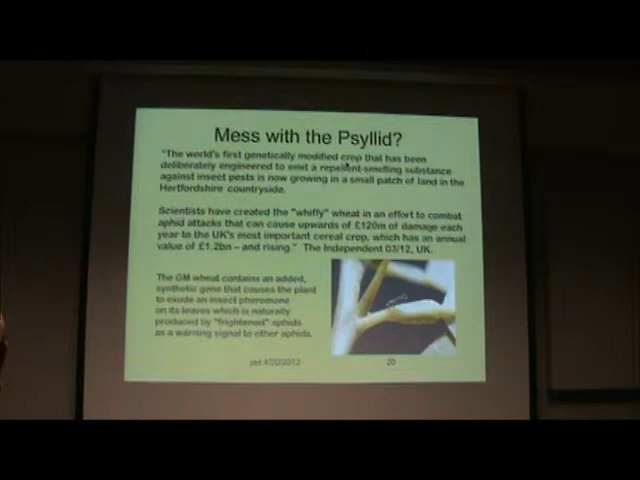 Mess with the Psyllid?
"The world's first genetically modified crop that has been
deliberately engineered to emit a repellent-smelling substance
against insect pests is now growing in a small patch of land in the
Hertfordshire countryside.
Scientists have created the "whiffy" wheat in an effort to combat
aphid attacks that can cause upwards of £120m of damage each
year to the UK's most important cereal crop, which has an annual
value of £1.2bn – and rising." The Independent 03/12, UK.
The GM wheat contains an added,
synthetic gene that causes the plant
to exude an insect pheromone
on its leaves which is naturally
produced by "frightened" aphids
as a warning signal to other aphids.
4/20/2012
20